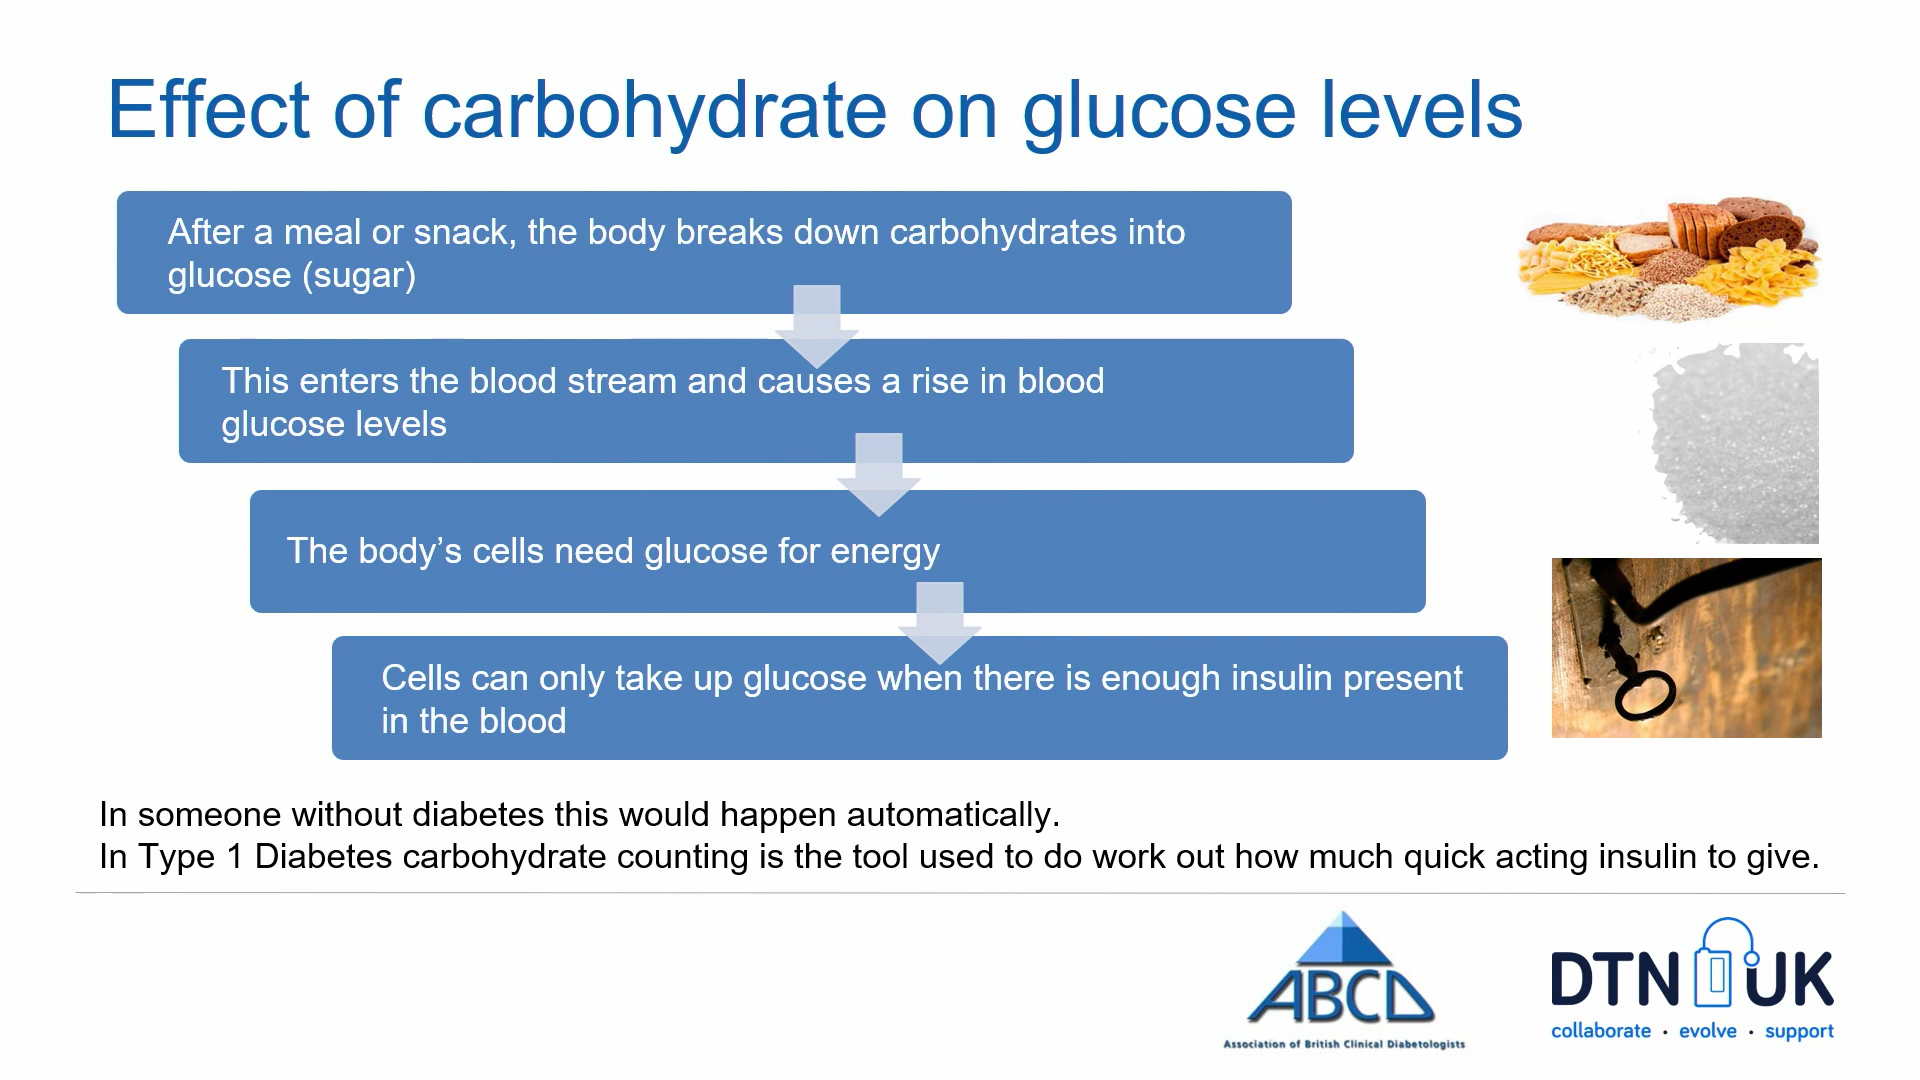 Effect of carbohydrate on glucose levels
After a meal or snack, the body breaks down carbohydrates into
glucose (sugar)
This enters the blood stream and causes a rise in blood
glucose levels
The body’s cells need glucose for energy
Cells can only take up glucose when there is enough insulin present
in the blood
In someone without diabetes this would happen automatically.
In Type 1 Diabetes carbohydrate counting is the tool used to do work out how much quick acting insulin to give.
ABCD
Association of British Clinical Diabetologists
DTN UK
collaborate · evolve · support